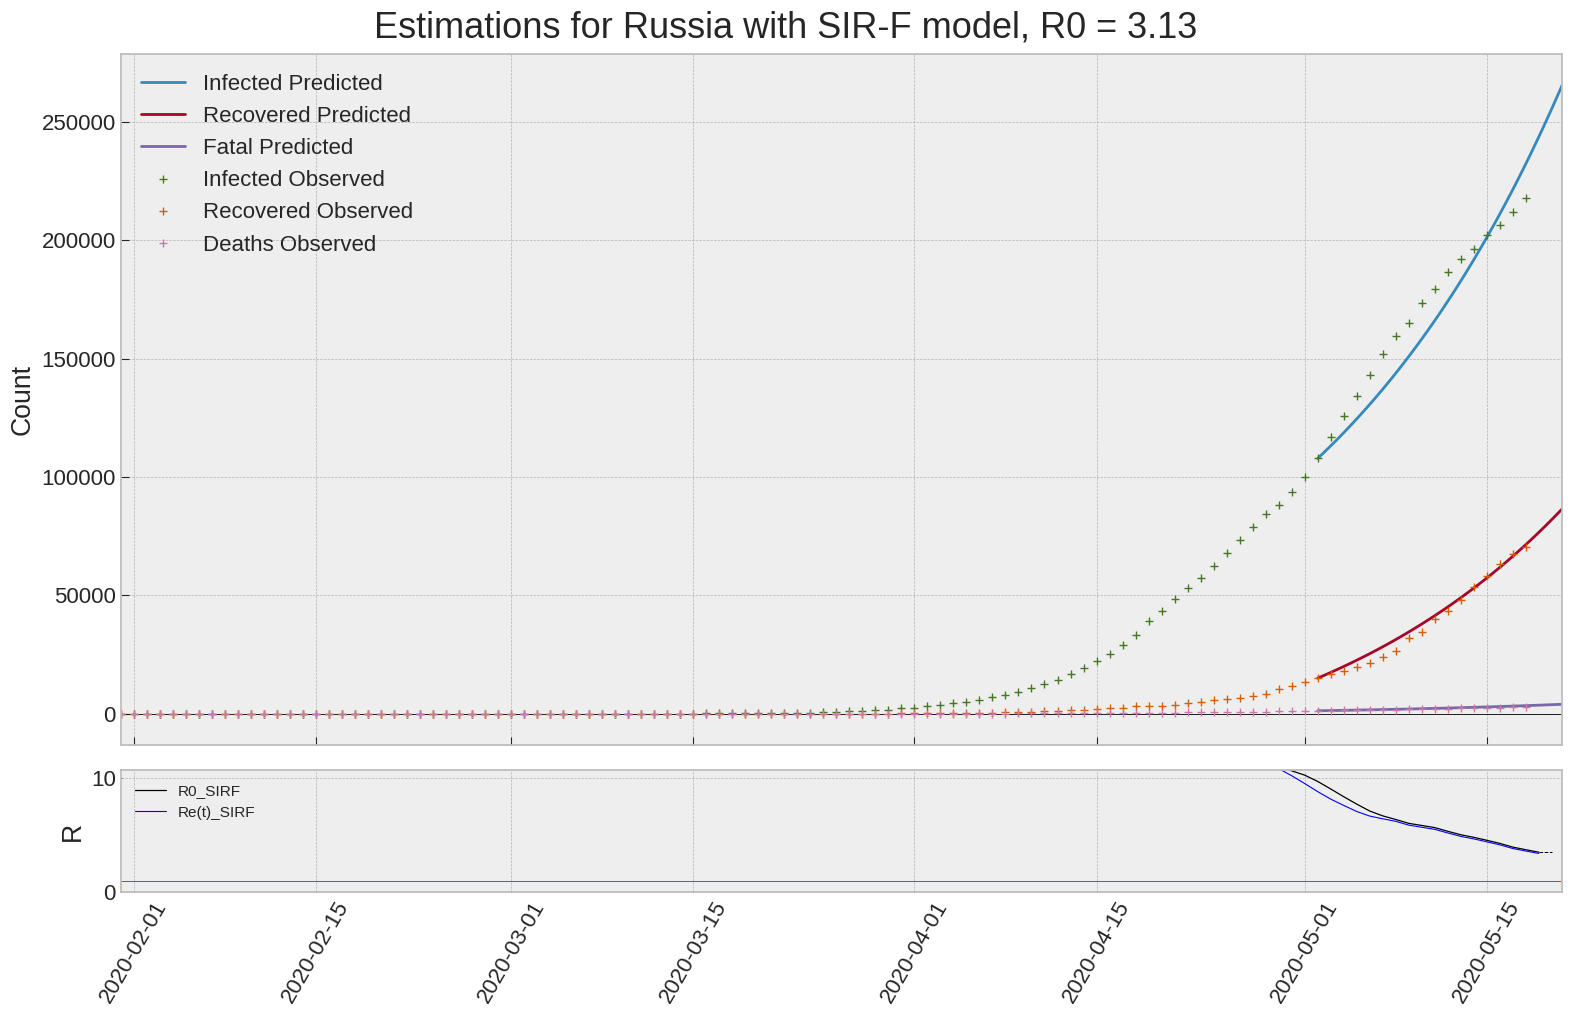 Estimations for Russia with SIR-F model, R0 = 3.13
Infected Predicted
Recovered Predicted
Fatal Predicted
Infected Observed
Recovered Observed
Deaths Observed
250000
200000
150000
100000
50000
0
Count
R0_SIRF
Re(t)_SIRF
10
0
R
2020-02-01
2020-02-15
2020-03-01
2020-03-15
2020-04-01
2020-04-15
2020-05-01
2020-05-15